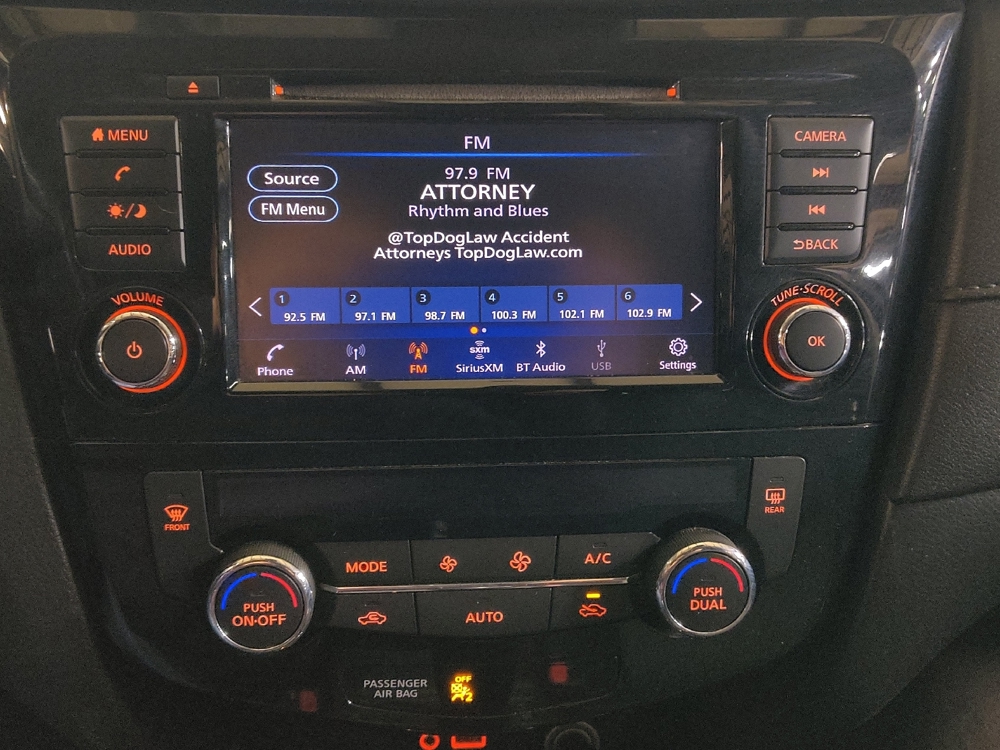 MENU
AUDIO
VOLUME
FM
Source
FM Menu
97.9 FM
ATTORNEY
Rhythm and Blues
@TopDogLaw Accident
Attorneys TopDogLaw.com
1 2 3 4 5 6
92.5 FM 97.1 FM 98.7 FM 100.3 FM 102.1 FM 102.9 FM
sxm
Phone AM FM SiriusXM BT Audio USB Settings
CAMERA
BACK
TUNE·SCROLL
OK
FRONT
REAR
MODE
A/C
PUSH
ON·OFF
AUTO
PUSH
DUAL
PASSENGER
AIR BAG
OFF
2